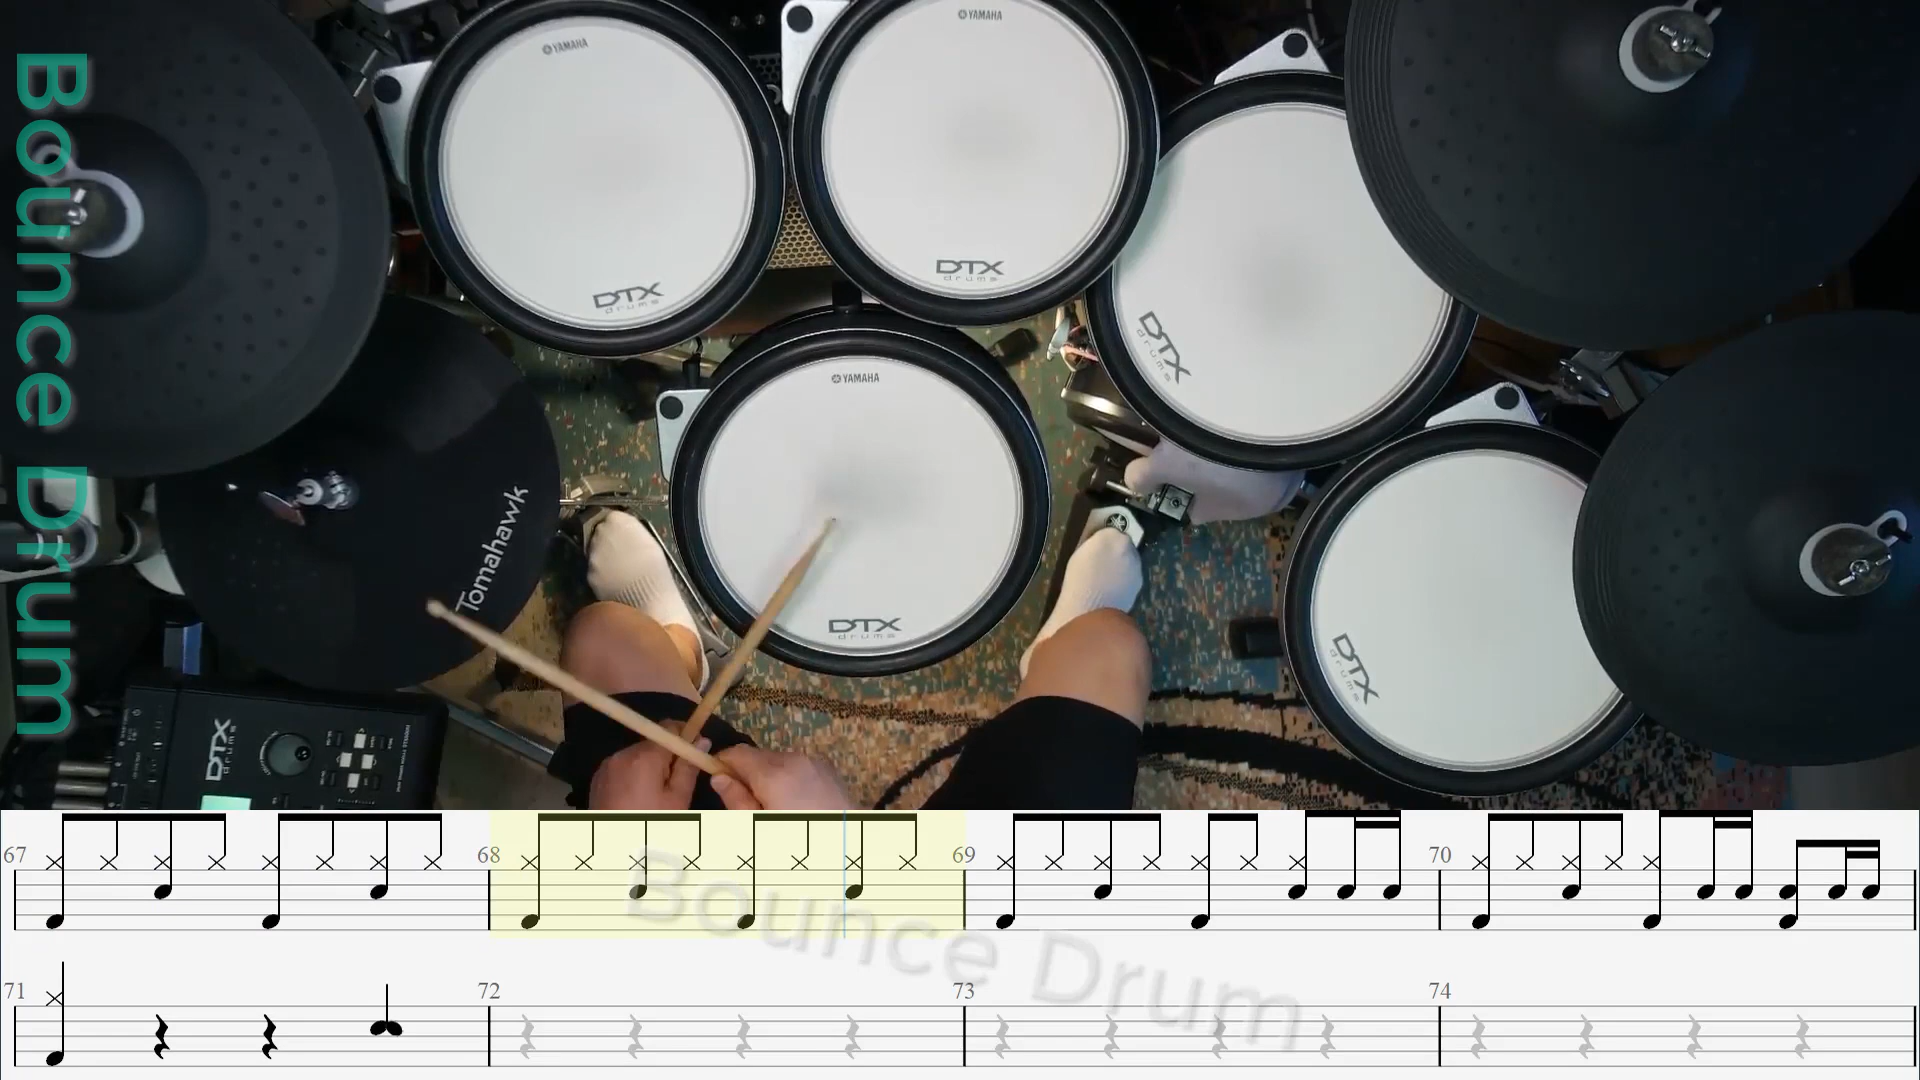 Bounce Drum
YAMAHA
DTX
drums
YAMAHA
DTX
drums
DTX
drums
YAMAHA
DTX
drums
Tomahawk
DTX
drums
DTX
drums
67
68
69
70
Bounce Drum
71
72
73
74